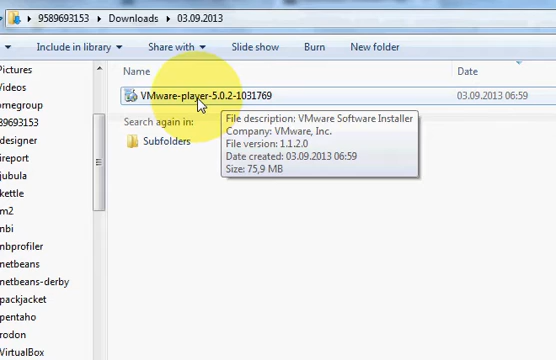 9589693153 Downloads 03.09.2013
Include in library Share with Slide show Burn New folder
Name Date
VMware-player-5.0.2-1031769 03.09.2013 06:59
Search again in:
Subfolders
File description: VMware Software Installer
Company: VMware, Inc.
File version: 1.1.2.0
Date created: 03.09.2013 06:59
Size: 75,9 MB
Pictures
Videos
omegroup
89693153
designer
ireport
jubula
kettle
m2
nbi
nbprofiler
netbeans
netbeans-derby
packjacket
pentaho
rodon
VirtualBox